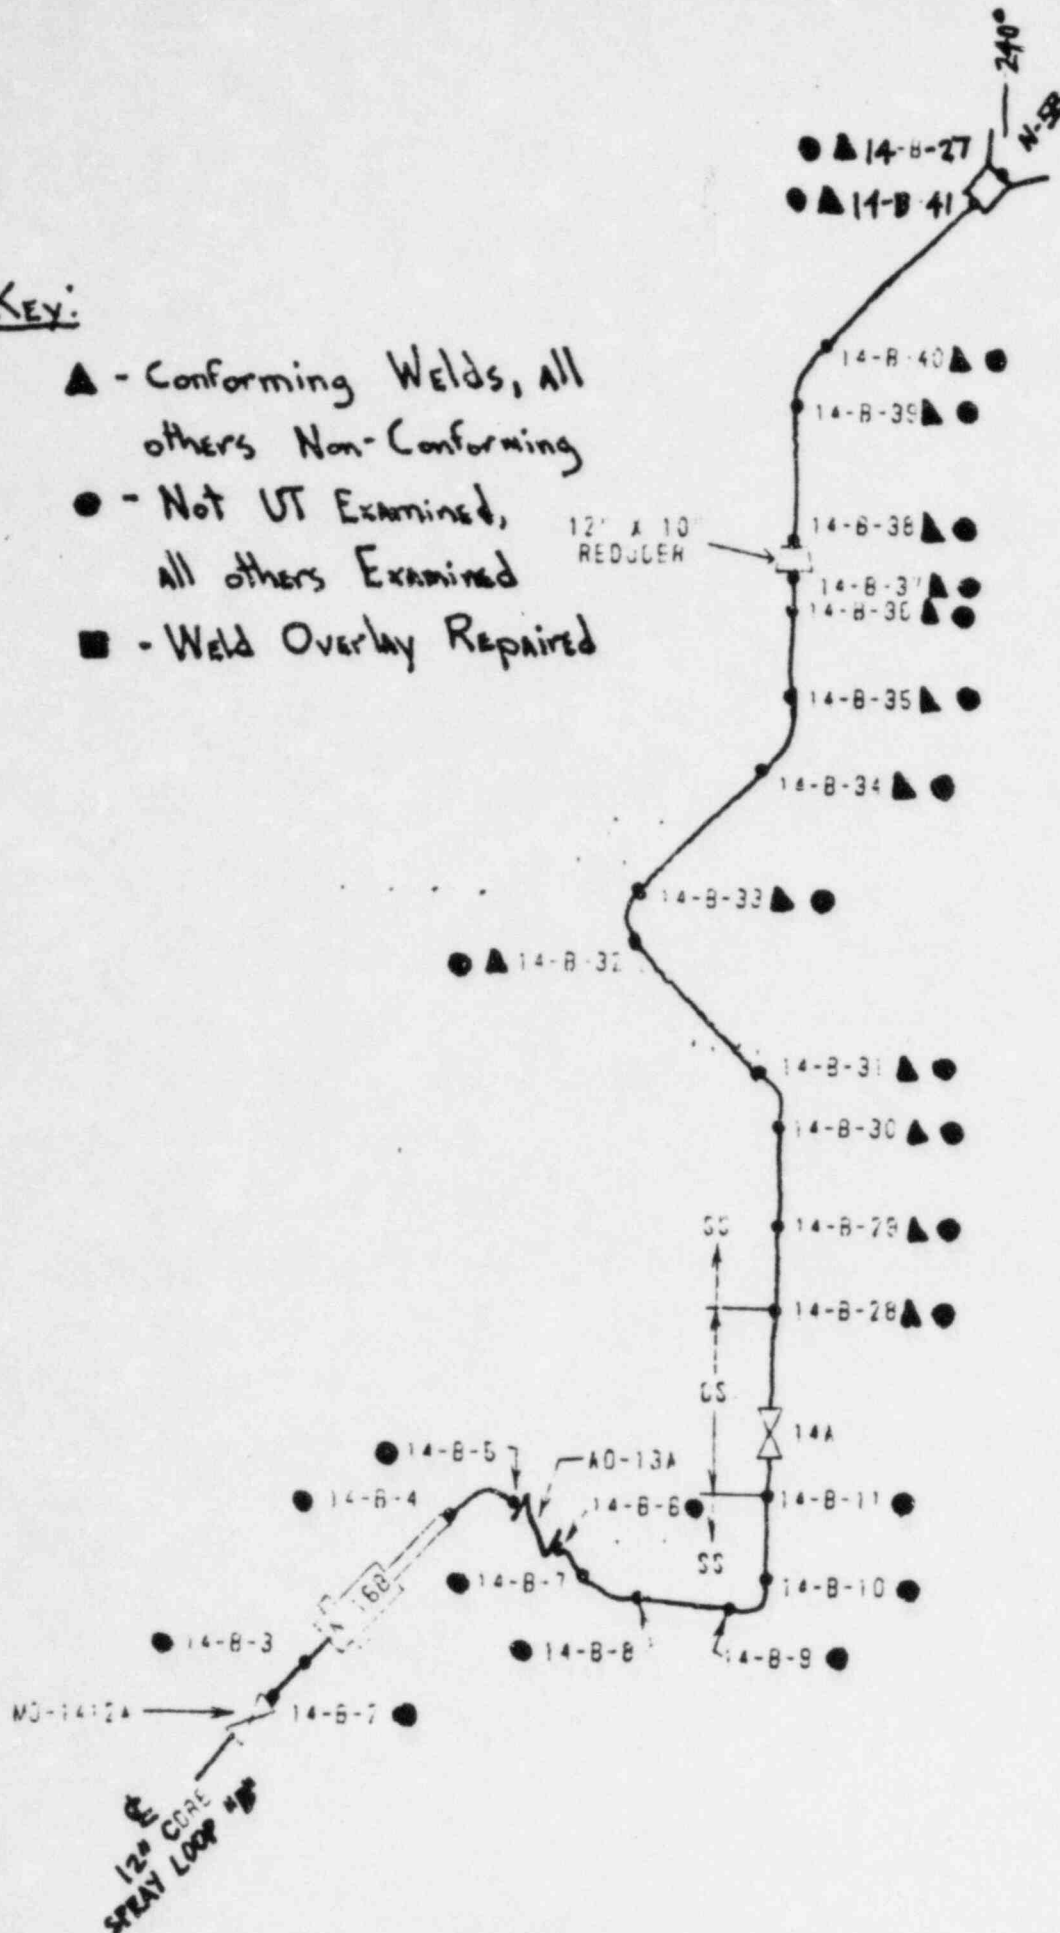 240°
N-5B
14-B-27
14-B-41
Key:
- Conforming Welds, all
others Non-Conforming
- Not UT Examined,
all others Examined
- Weld Overlay Repaired
14-B-40
14-B-39
12" X 10"
REDUCER
14-B-38
14-B-37
14-B-36
14-B-35
14-B-34
14-B-33
14-B-32
14-B-31
14-B-30
SS
14-B-29
14-B-28
CS
14A
14-B-5
AO-13A
14-B-4
14-B-6
14-B-11
SS
14-B-7
14-B-10
14-B-3
14-B-8
14-B-9
MO-1412A
14-B-2
℄
12" CORE
SPRAY LOOP "B"